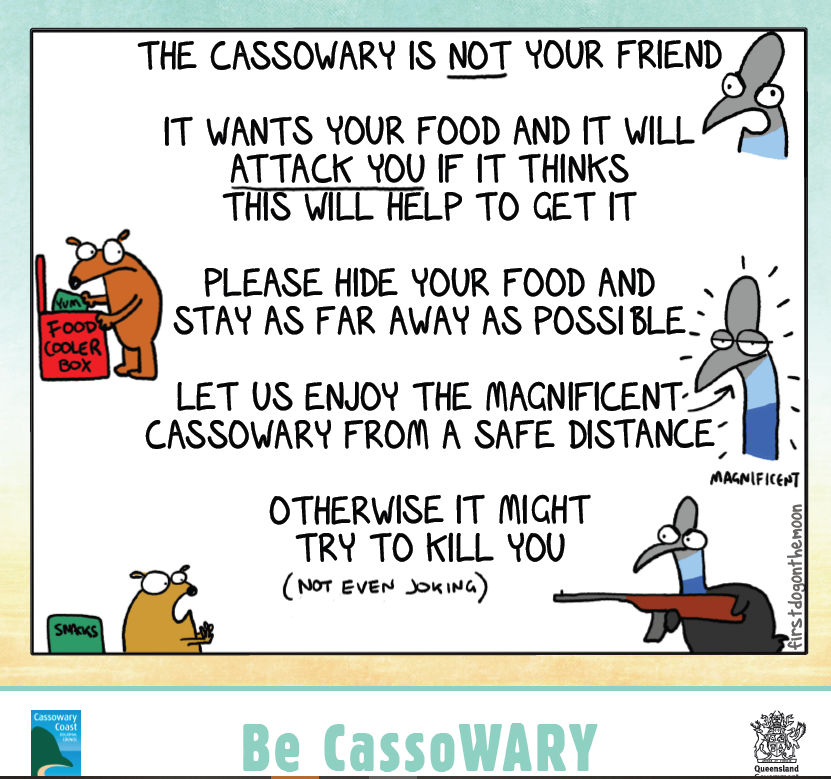 THE CASSOWARY IS NOT YOUR FRIEND
IT WANTS YOUR FOOD AND IT WILL
ATTACK YOU IF IT THINKS
THIS WILL HELP TO GET IT
YUM
FOOD
COOLER
BOX
PLEASE HIDE YOUR FOOD AND
STAY AS FAR AWAY AS POSSIBLE
LET US ENJOY THE MAGNIFICENT
CASSOWARY FROM A SAFE DISTANCE
MAGNIFICENT
OTHERWISE IT MIGHT
TRY TO KILL YOU
(NOT EVEN JOKING)
SNACKS
firstdogonthemoon
Cassowary
Coast
REGIONAL COUNCIL
Be CassoWARY
Queensland
Government